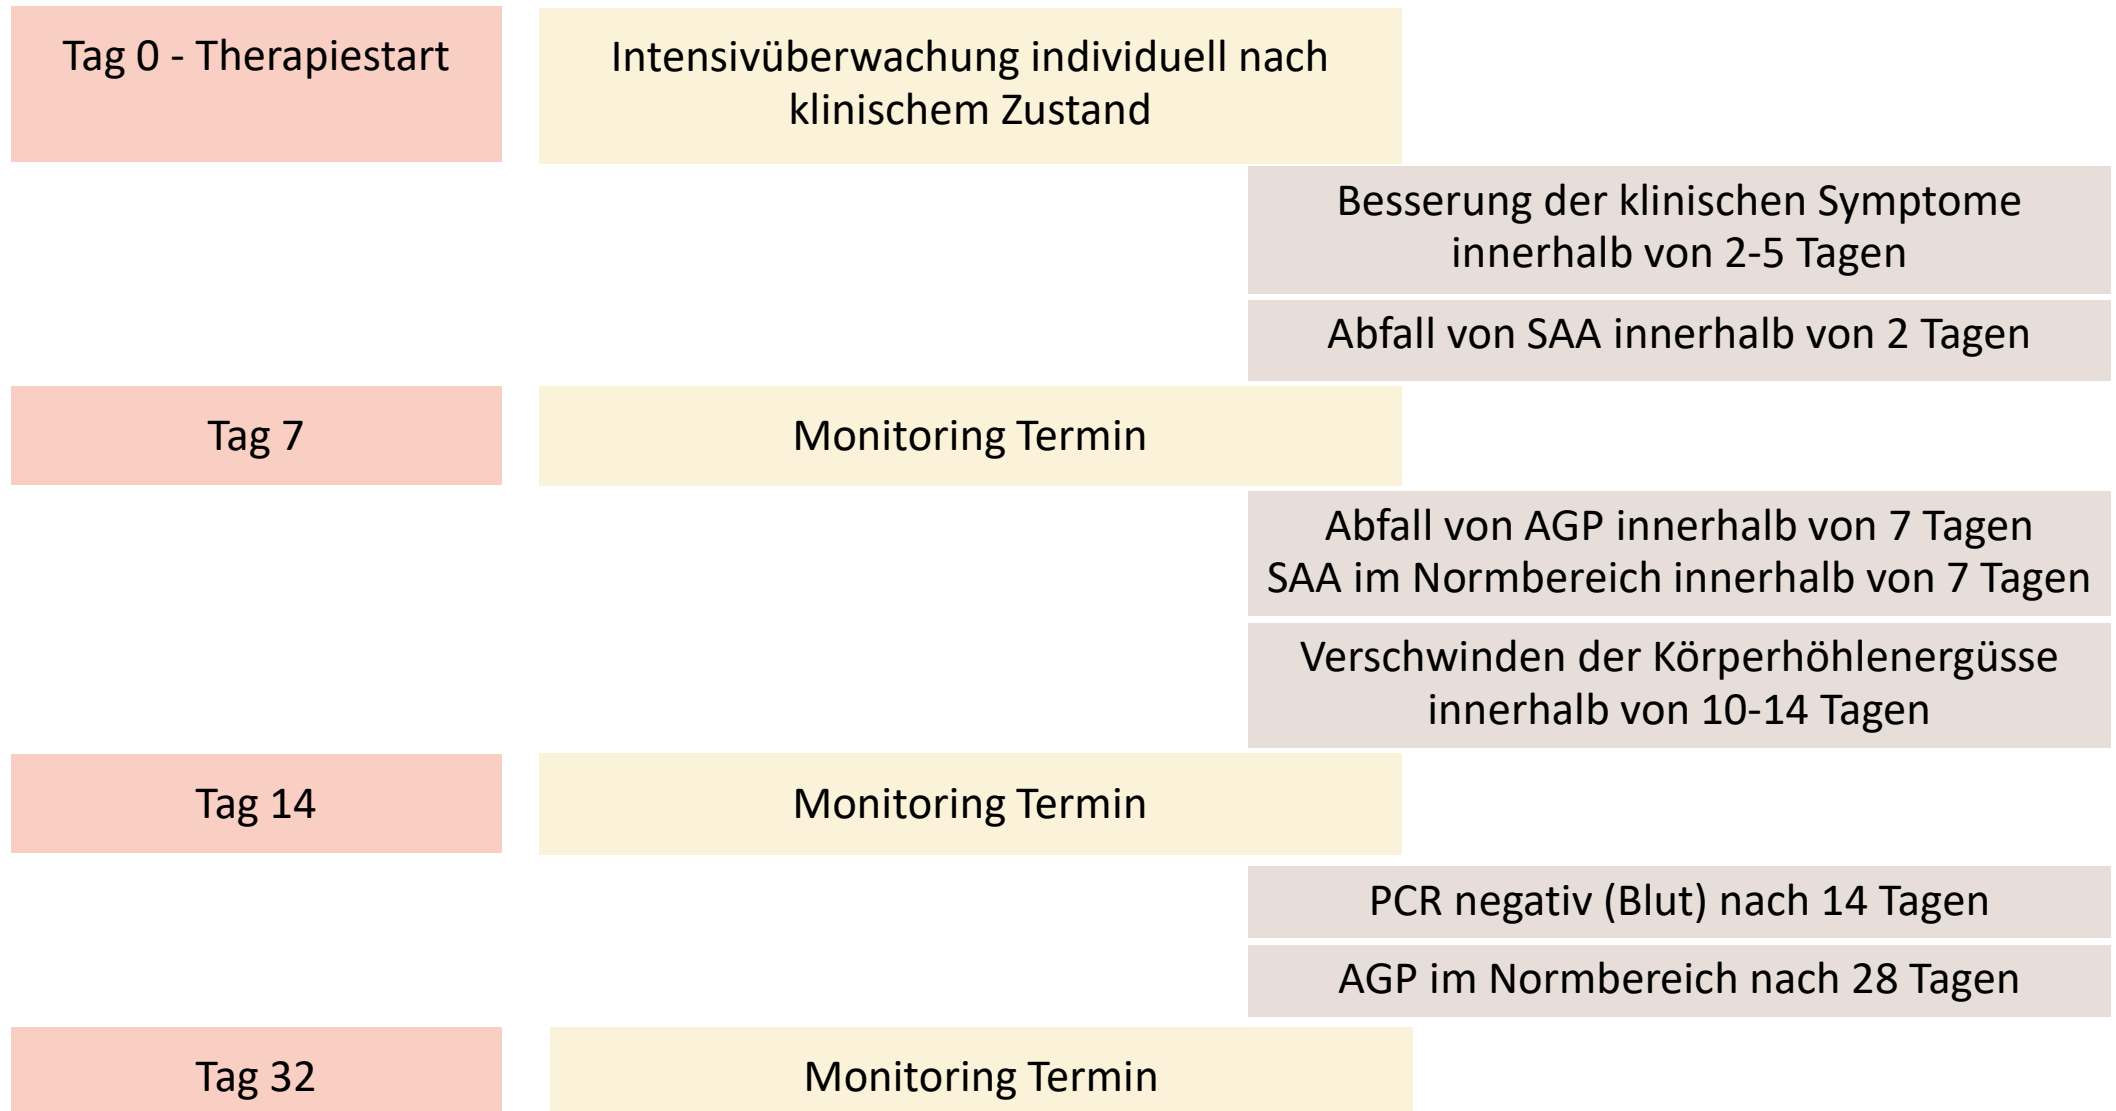 Tag 0 - Therapiestart
Intensivüberwachung individuell nach
klinischem Zustand
Besserung der klinischen Symptome
innerhalb von 2-5 Tagen
Abfall von SAA innerhalb von 2 Tagen
Tag 7
Monitoring Termin
Abfall von AGP innerhalb von 7 Tagen
SAA im Normbereich innerhalb von 7 Tagen
Verschwinden der Körperhöhlenergüsse
innerhalb von 10-14 Tagen
Tag 14
Monitoring Termin
PCR negativ (Blut) nach 14 Tagen
AGP im Normbereich nach 28 Tagen
Tag 32
Monitoring Termin